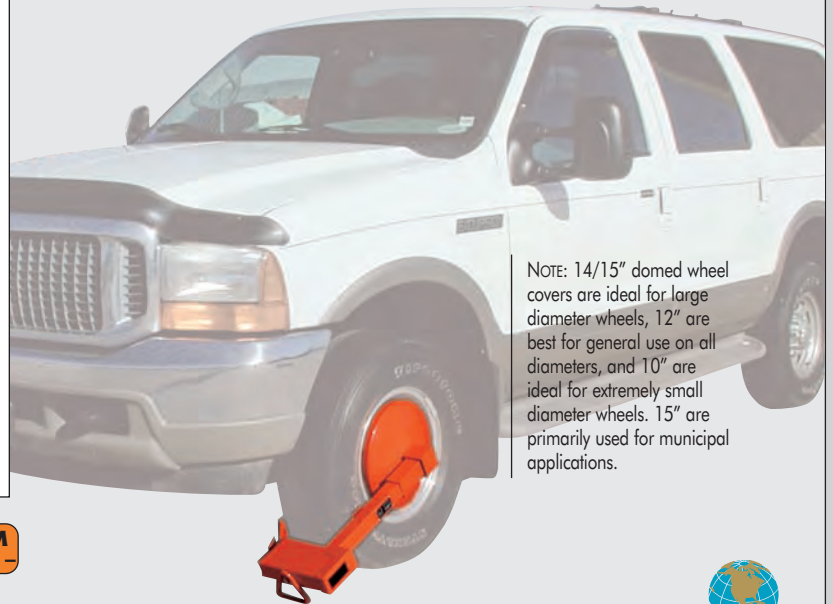 NOTE: 14/15" domed wheel
covers are ideal for large
diameter wheels, 12" are
best for general use on all
diameters, and 10" are
ideal for extremely small
diameter wheels. 15" are
primarily used for municipal
applications.